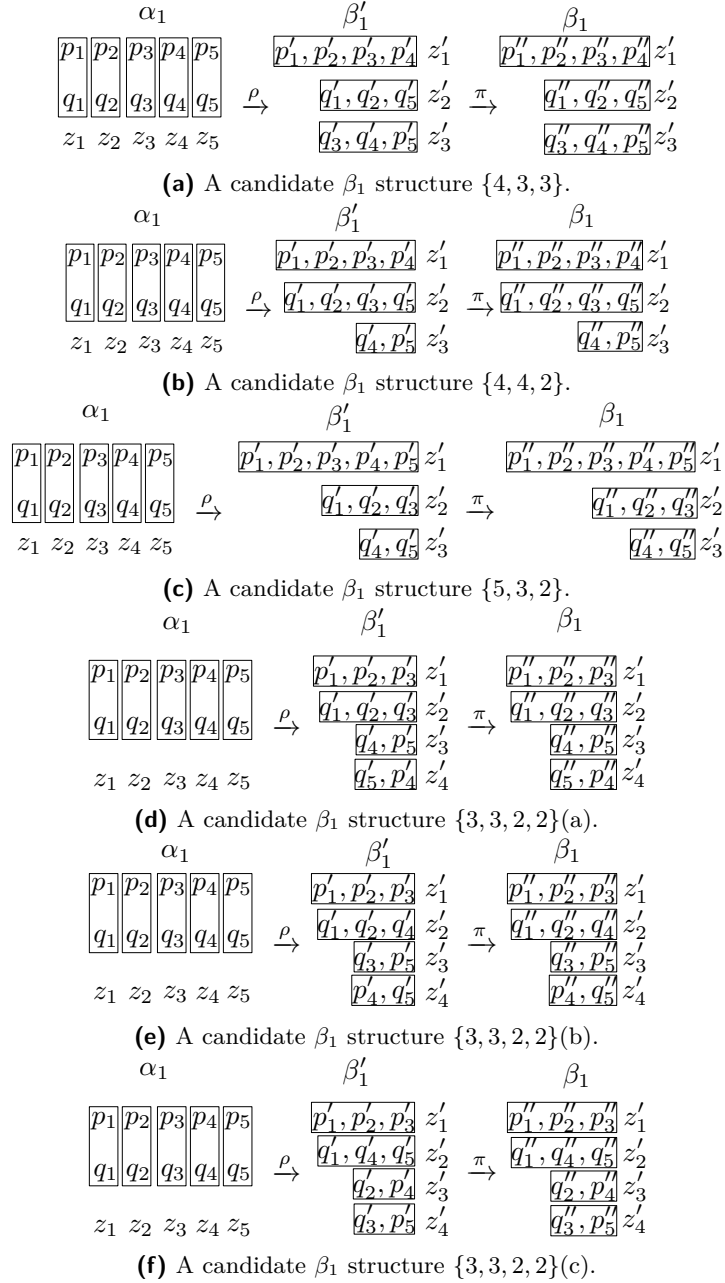 α₁ β′₁ β₁
p₁ p₂ p₃ p₄ p₅ p′₁, p′₂, p′₃, p′₄ z′₁ p″₁, p″₂, p″₃, p″₄ z′₁
q₁ q₂ q₃ q₄ q₅ ρ→ q′₁, q′₂, q′₅ z′₂ π→ q″₁, q″₂, q″₅ z′₂
z₁ z₂ z₃ z₄ z₅ q′₃, q′₄, p′₅ z′₃ q″₃, q″₄, p″₅ z′₃
(a) A candidate β₁ structure {4, 3, 3}.
α₁ β′₁ β₁
p₁ p₂ p₃ p₄ p₅ p′₁, p′₂, p′₃, p′₄ z′₁ p″₁, p″₂, p″₃, p″₄ z′₁
q₁ q₂ q₃ q₄ q₅ ρ→ q′₁, q′₂, q′₃, q′₅ z′₂ π→ q″₁, q″₂, q″₃, q″₅ z′₂
z₁ z₂ z₃ z₄ z₅ q′₄, p′₅ z′₃ q″₄, p″₅ z′₃
(b) A candidate β₁ structure {4, 4, 2}.
α₁ β′₁ β₁
p₁ p₂ p₃ p₄ p₅ p′₁, p′₂, p′₃, p′₄, p′₅ z′₁ p″₁, p″₂, p″₃, p″₄, p″₅ z′₁
q₁ q₂ q₃ q₄ q₅ ρ→ q′₁, q′₂, q′₃ z′₂ π→ q″₁, q″₂, q″₃ z′₂
z₁ z₂ z₃ z₄ z₅ q′₄, q′₅ z′₃ q″₄, q″₅ z′₃
(c) A candidate β₁ structure {5, 3, 2}.
α₁ β′₁ β₁
p₁ p₂ p₃ p₄ p₅ p′₁, p′₂, p′₃ z′₁ p″₁, p″₂, p″₃ z′₁
q₁ q₂ q₃ q₄ q₅ ρ→ q′₁, q′₂, q′₃ z′₂ π→ q″₁, q″₂, q″₃ z′₂
q′₄, p′₅ z′₃ q″₄, p″₅ z′₃
z₁ z₂ z₃ z₄ z₅ q′₅, p′₄ z′₄ q″₅, p″₄ z′₄
(d) A candidate β₁ structure {3, 3, 2, 2}(a).
α₁ β′₁ β₁
p₁ p₂ p₃ p₄ p₅ p′₁, p′₂, p′₃ z′₁ p″₁, p″₂, p″₃ z′₁
q₁ q₂ q₃ q₄ q₅ ρ→ q′₁, q′₂, q′₄ z′₂ π→ q″₁, q″₂, q″₄ z′₂
q′₃, p′₅ z′₃ q″₃, p″₅ z′₃
z₁ z₂ z₃ z₄ z₅ p′₄, q′₅ z′₄ p″₄, q″₅ z′₄
(e) A candidate β₁ structure {3, 3, 2, 2}(b).
α₁ β′₁ β₁
p₁ p₂ p₃ p₄ p₅ p′₁, p′₂, p′₃ z′₁ p″₁, p″₂, p″₃ z′₁
q₁ q₂ q₃ q₄ q₅ ρ→ q′₁, q′₄, q′₅ z′₂ π→ q″₁, q″₄, q″₅ z′₂
q′₂, p′₄ z′₃ q″₂, p″₄ z′₃
z₁ z₂ z₃ z₄ z₅ q′₃, p′₅ z′₄ q″₃, p″₅ z′₄
(f) A candidate β₁ structure {3, 3, 2, 2}(c).